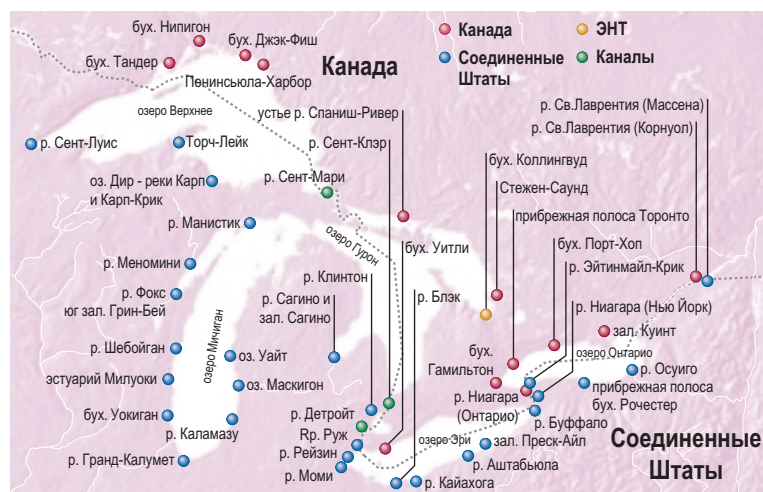 бух. Нипигон
бух. Джэк-Фиш
бух. Тандер
Пенинсьюла-Харбор
Канада
Канада
Соединенные
Штаты
ЭНТ
Каналы
озеро Верхнее
устье р. Спаниш-Ривер
р. Сент-Клэр
р. Св.Лаврентия (Массена)
р. Св.Лаврентия (Корнуол)
р. Сент-Луис
Торч-Лейк
оз. Дир - реки Карп
и Карп-Крик
р. Сент-Мари
бух. Коллингвуд
Стежен-Саунд
прибрежная полоса Торонто
р. Манистик
озеро Гурон
бух. Уитли
бух. Порт-Хоп
р. Меномини
р. Клинтон
р. Блэк
р. Эйтинмайл-Крик
р. Фокс
юг зал. Грин-Бей
р. Сагино и
зал. Сагино
р. Ниагара (Нью Йорк)
зал. Куинт
озеро Мичиган
р. Шебойган
оз. Уайт
бух.
Гамильтон
озеро Онтарио
р. Осуиго
эстуарий Милуоки
оз. Маскигон
р. Ниагара
(Онтарио)
прибрежная полоса
бух. Рочестер
бух. Уокиган
р. Каламазу
р. Детройт
Rр. Руж
р. Рейзин
р. Моми
озеро Эри
р. Буффало
зал. Преск-Айл
р. Аштабьюла
р. Кайахога
р. Гранд-Калумет
Соединенные
Штаты